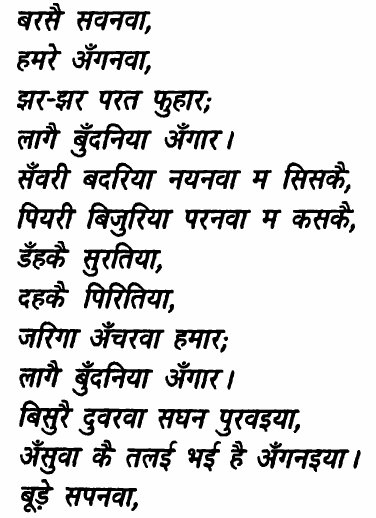 बरसै सवनवा,
हमरे अँगनवा,
झर-झर परत फुहार;
लागै बुँदनिया अँगार।
सँवरी बदरिया नयनवा म सिसकै,
पियरी बिजुरिया परनवा म कसकै,
डँहकै सुरतिया,
दहकै पिरितिया,
जरिगा अँचरवा हमार;
लागै बुँदनिया अँगार।
बिसुरै दुवरवा सघन पुरवइया,
अँसुवा कै तलई भई है अँगनइया।
बूड़े सपनवा,